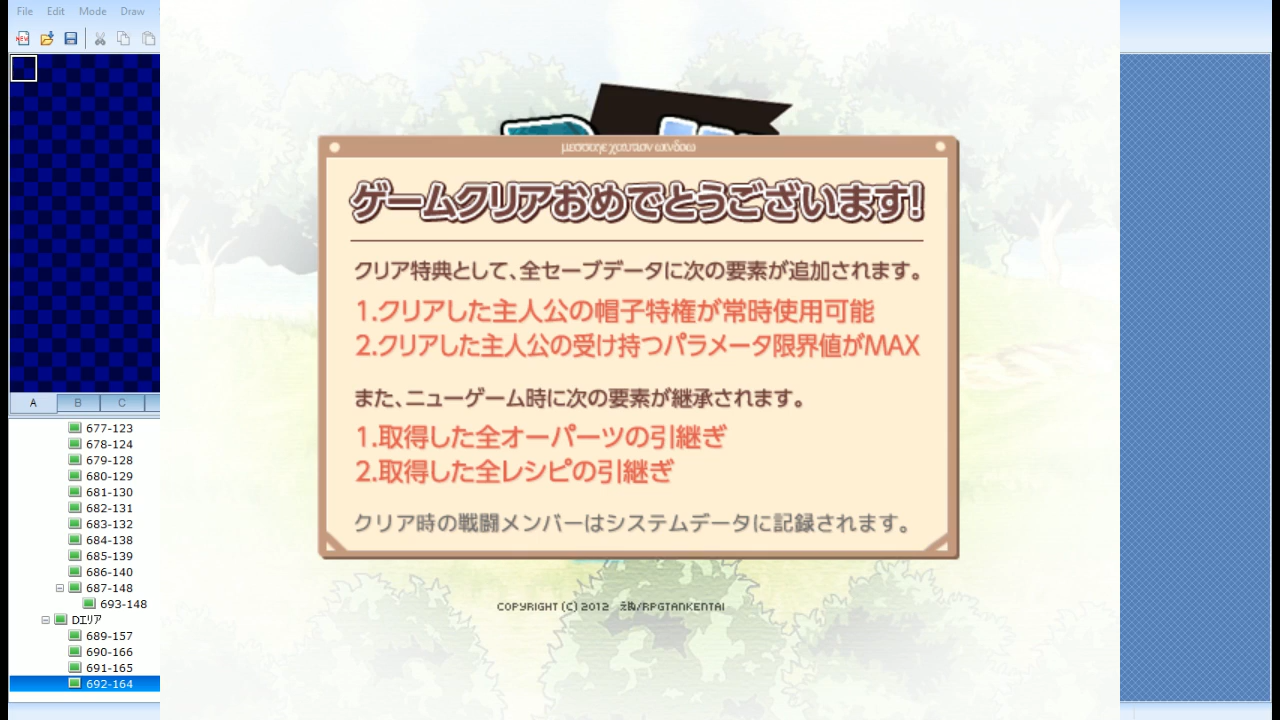 File Edit Mode Draw
NEW
A B C
677-123
678-124
679-128
680-129
681-130
682-131
683-132
684-138
685-139
686-140
687-148
693-148
Dエリア
689-157
690-166
691-165
692-164
ゲームクリアおめでとうございます!
クリア特典として、全セーブデータに次の要素が追加されます。
1.クリアした主人公の帽子特権が常時使用可能
2.クリアした主人公の受け持つパラメータ限界値がMAX
また、ニューゲーム時に次の要素が継承されます。
1.取得した全オーパーツの引継ぎ
2.取得した全レシピの引継ぎ
クリア時の戦闘メンバーはシステムデータに記録されます。
COPYRIGHT (C) 2012 /RPGTANKENTAI